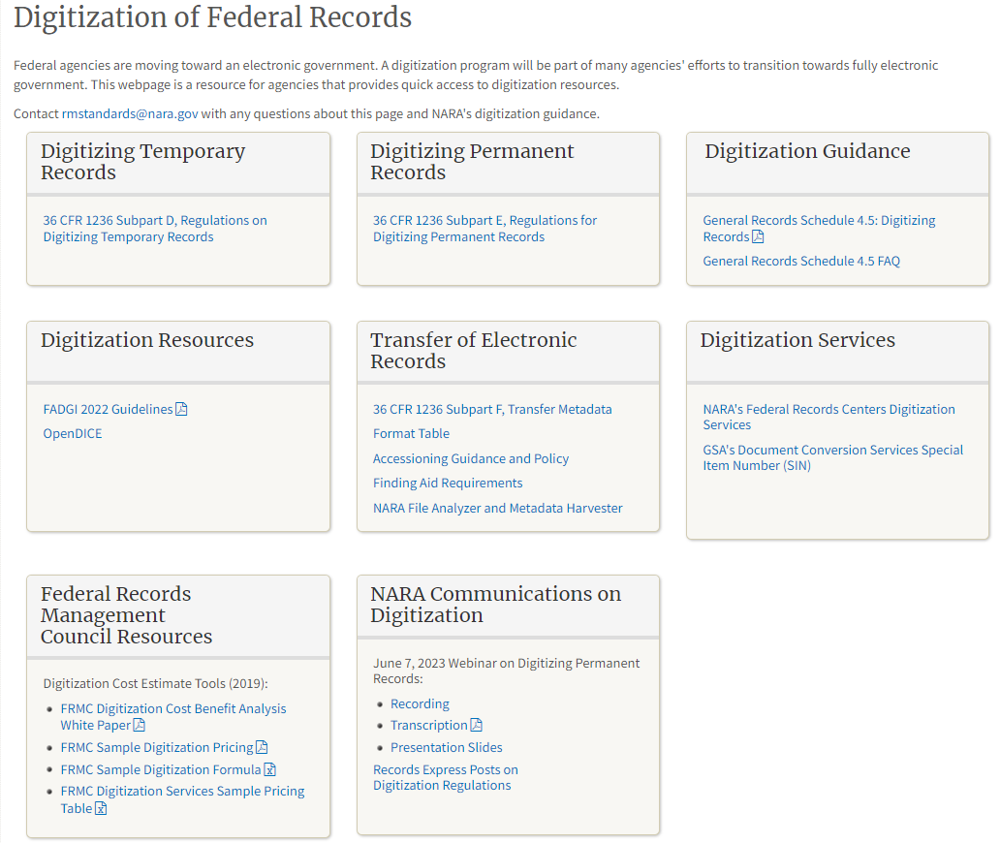 Digitization of Federal Records
Federal agencies are moving toward an electronic government. A digitization program will be part of many agencies' efforts to transition towards fully electronic
government. This webpage is a resource for agencies that provides quick access to digitization resources.
Contact rmstandards@nara.gov with any questions about this page and NARA's digitization guidance.
Digitizing Temporary
Records
36 CFR 1236 Subpart D, Regulations on
Digitizing Temporary Records
Digitizing Permanent
Records
36 CFR 1236 Subpart E, Regulations for
Digitizing Permanent Records
Digitization Guidance
General Records Schedule 4.5: Digitizing
Records
General Records Schedule 4.5 FAQ
Digitization Resources
FADGI 2022 Guidelines
OpenDICE
Transfer of Electronic
Records
36 CFR 1236 Subpart F, Transfer Metadata
Format Table
Accessioning Guidance and Policy
Finding Aid Requirements
NARA File Analyzer and Metadata Harvester
Digitization Services
NARA's Federal Records Centers Digitization
Services
GSA's Document Conversion Services Special
Item Number (SIN)
Federal Records
Management
Council Resources
Digitization Cost Estimate Tools (2019):
FRMC Digitization Cost Benefit Analysis
White Paper
FRMC Sample Digitization Pricing
FRMC Sample Digitization Formula
FRMC Digitization Services Sample Pricing
Table
NARA Communications on
Digitization
June 7, 2023 Webinar on Digitizing Permanent
Records:
Recording
Transcription
Presentation Slides
Records Express Posts on
Digitization Regulations